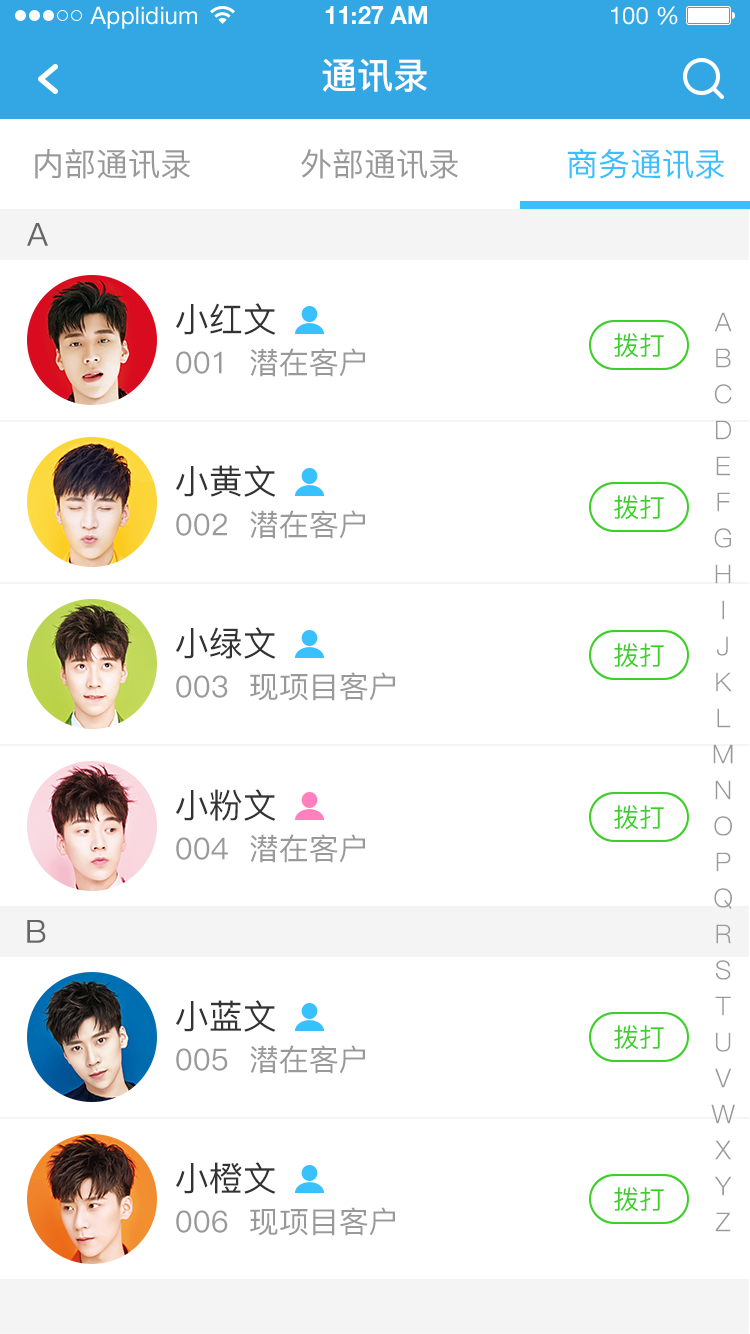 Applidium 11:27 AM 100 %
通讯录
内部通讯录 外部通讯录 商务通讯录
A
小红文
001 潜在客户
拨打
小黄文
002 潜在客户
拨打
小绿文
003 现项目客户
拨打
小粉文
004 潜在客户
拨打
B
小蓝文
005 潜在客户
拨打
小橙文
006 现项目客户
拨打
A
B
C
D
E
F
G
H
I
J
K
L
M
N
O
P
Q
R
S
T
U
V
W
X
Y
Z